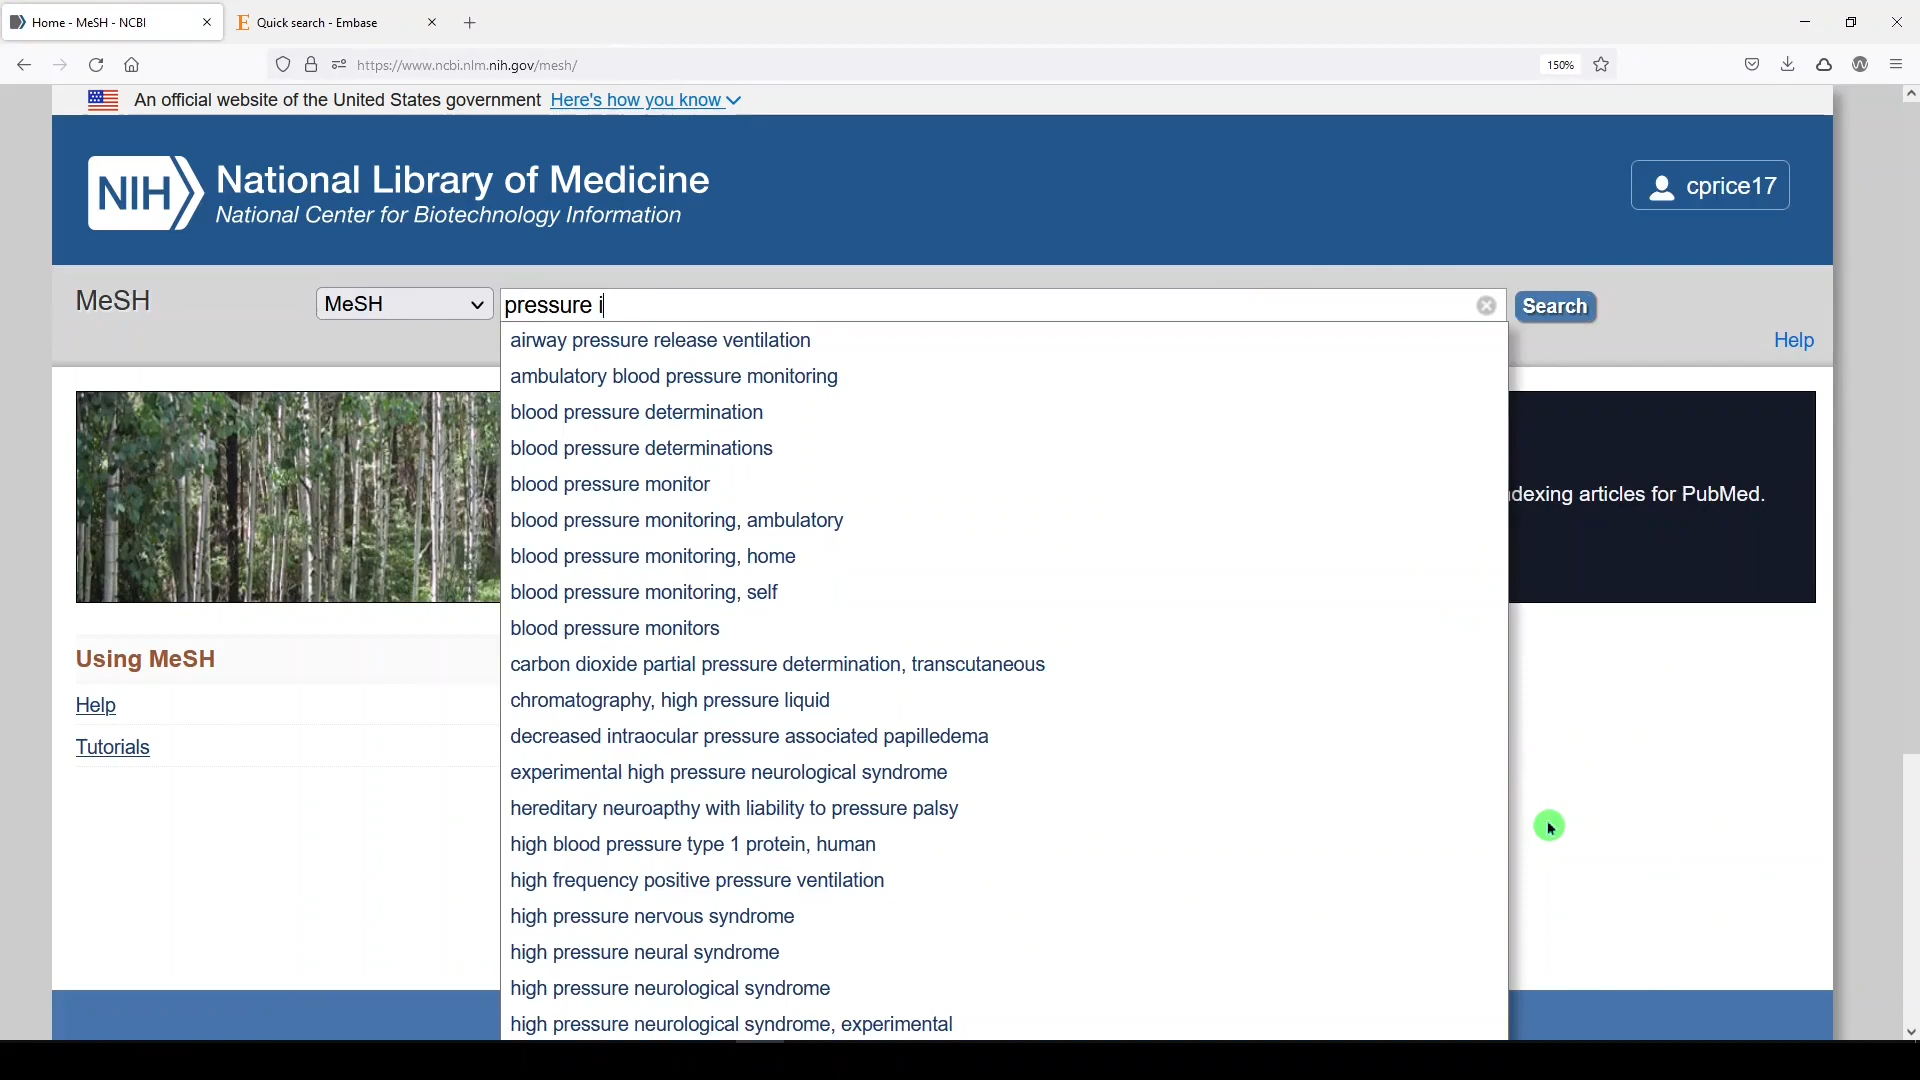 Home - MeSH - NCBI
Quick search - Embase
https://www.ncbi.nlm.nih.gov/mesh/
150%
An official website of the United States government Here's how you know
NIH
National Library of Medicine
National Center for Biotechnology Information
cprice17
MeSH
MeSH
pressure i
Search
Help
airway pressure release ventilation
ambulatory blood pressure monitoring
blood pressure determination
blood pressure determinations
blood pressure monitor
blood pressure monitoring, ambulatory
blood pressure monitoring, home
blood pressure monitoring, self
blood pressure monitors
carbon dioxide partial pressure determination, transcutaneous
chromatography, high pressure liquid
decreased intraocular pressure associated papilledema
experimental high pressure neurological syndrome
hereditary neuroapthy with liability to pressure palsy
high blood pressure type 1 protein, human
high frequency positive pressure ventilation
high pressure nervous syndrome
high pressure neural syndrome
high pressure neurological syndrome
high pressure neurological syndrome, experimental
dexing articles for PubMed.
Using MeSH
Help
Tutorials